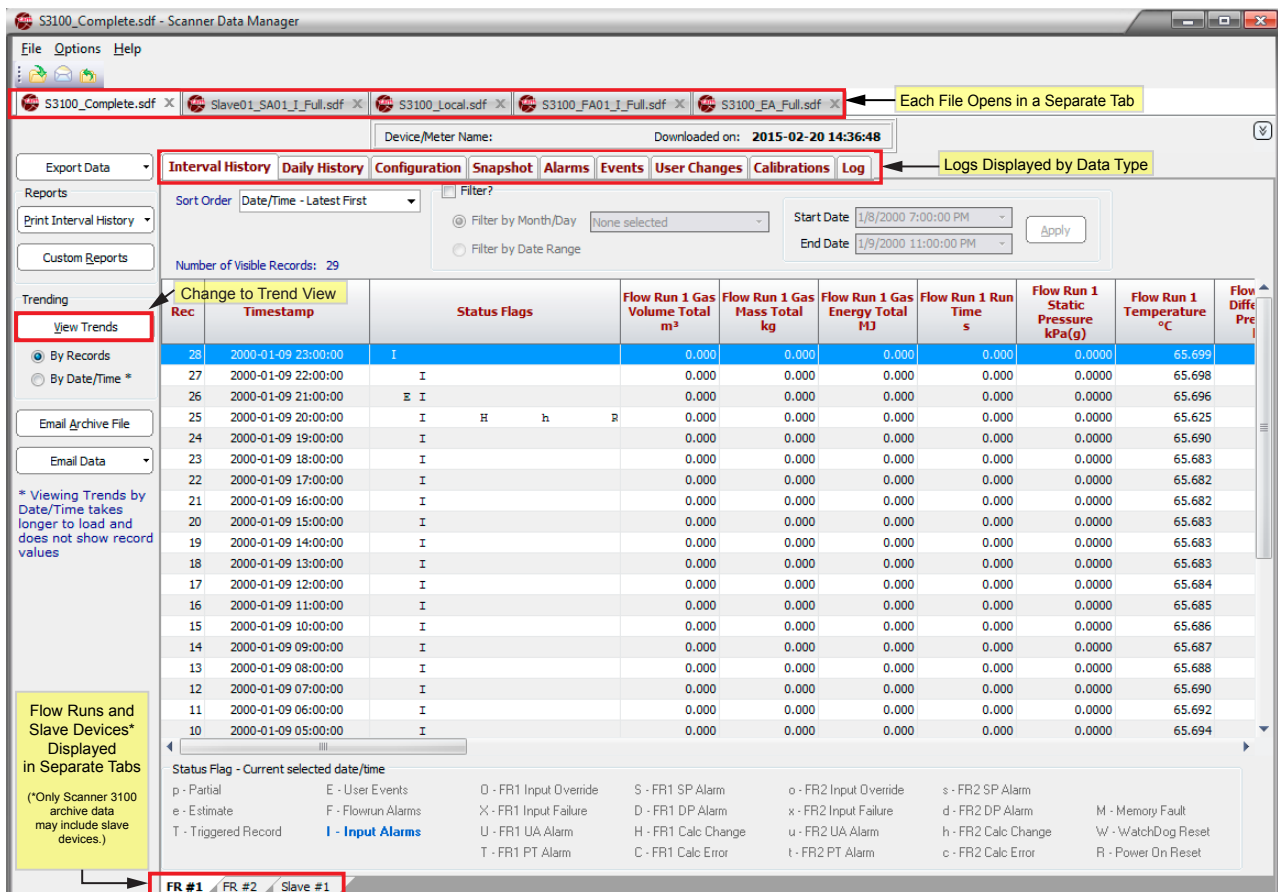 S3100_Complete.sdf - Scanner Data Manager
File Options Help
S3100_Complete.sdf Slave01_SA01_I_Full.sdf S3100_Local.sdf S3100_FA01_I_Full.sdf S3100_EA_Full.sdf
Each File Opens in a Separate Tab
Device/Meter Name: Downloaded on: 2015-02-20 14:36:48
Export Data
Interval History Daily History Configuration Snapshot Alarms Events User Changes Calibrations Log
Logs Displayed by Data Type
Reports
Print Interval History
Custom Reports
Sort Order Date/Time - Latest First
Filter?
Filter by Month/Day None selected
Filter by Date Range
Start Date 1/8/2000 7:00:00 PM
End Date 1/9/2000 11:00:00 PM
Apply
Number of Visible Records: 29
Trending
Change to Trend View
View Trends
By Records
By Date/Time *
Email Archive File
Email Data
* Viewing Trends by
Date/Time takes
longer to load and
does not show record
values
Rec Timestamp Status Flags Flow Run 1 Gas Volume Total m³ Flow Run 1 Gas Mass Total kg Flow Run 1 Gas Energy Total MJ Flow Run 1 Run Time s Flow Run 1 Static Pressure kPa(g) Flow Run 1 Temperature °C Flow Diffe Pre
28 2000-01-09 23:00:00 I 0.000 0.000 0.000 0.000 0.0000 65.699
27 2000-01-09 22:00:00 I 0.000 0.000 0.000 0.000 0.0000 65.698
26 2000-01-09 21:00:00 E I 0.000 0.000 0.000 0.000 0.0000 65.696
25 2000-01-09 20:00:00 I H h R 0.000 0.000 0.000 0.000 0.0000 65.625
24 2000-01-09 19:00:00 I 0.000 0.000 0.000 0.000 0.0000 65.690
23 2000-01-09 18:00:00 I 0.000 0.000 0.000 0.000 0.0000 65.683
22 2000-01-09 17:00:00 I 0.000 0.000 0.000 0.000 0.0000 65.682
21 2000-01-09 16:00:00 I 0.000 0.000 0.000 0.000 0.0000 65.682
20 2000-01-09 15:00:00 I 0.000 0.000 0.000 0.000 0.0000 65.683
19 2000-01-09 14:00:00 I 0.000 0.000 0.000 0.000 0.0000 65.683
18 2000-01-09 13:00:00 I 0.000 0.000 0.000 0.000 0.0000 65.683
17 2000-01-09 12:00:00 I 0.000 0.000 0.000 0.000 0.0000 65.684
16 2000-01-09 11:00:00 I 0.000 0.000 0.000 0.000 0.0000 65.685
15 2000-01-09 10:00:00 I 0.000 0.000 0.000 0.000 0.0000 65.686
14 2000-01-09 09:00:00 I 0.000 0.000 0.000 0.000 0.0000 65.687
13 2000-01-09 08:00:00 I 0.000 0.000 0.000 0.000 0.0000 65.688
12 2000-01-09 07:00:00 I 0.000 0.000 0.000 0.000 0.0000 65.690
11 2000-01-09 06:00:00 I 0.000 0.000 0.000 0.000 0.0000 65.692
10 2000-01-09 05:00:00 I 0.000 0.000 0.000 0.000 0.0000 65.694
Flow Runs and
Slave Devices*
Displayed
in Separate Tabs
(*Only Scanner 3100
archive data
may include slave
devices.)
Status Flag - Current selected date/time
p - Partial E - User Events O - FR1 Input Override S - FR1 SP Alarm o - FR2 Input Override s - FR2 SP Alarm
e - Estimate F - Flowrun Alarms X - FR1 Input Failure D - FR1 DP Alarm x - FR2 Input Failure d - FR2 DP Alarm M - Memory Fault
T - Triggered Record I - Input Alarms U - FR1 UA Alarm H - FR1 Calc Change u - FR2 UA Alarm h - FR2 Calc Change W - WatchDog Reset
T - FR1 PT Alarm C - FR1 Calc Error t - FR2 PT Alarm c - FR2 Calc Error R - Power On Reset
FR #1 FR #2 Slave #1